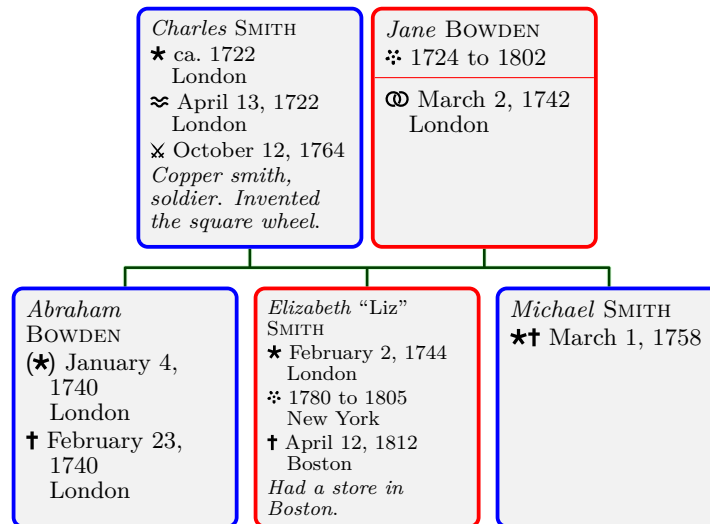 Charles SMITH
* ca. 1722
London
≈ April 13, 1722
London
⚔ October 12, 1764
Copper smith,
soldier. Invented
the square wheel.
Jane BOWDEN
⁙ 1724 to 1802
⚭ March 2, 1742
London
Abraham
BOWDEN
(*) January 4,
1740
London
† February 23,
1740
London
Elizabeth “Liz”
SMITH
* February 2, 1744
London
⁙ 1780 to 1805
New York
† April 12, 1812
Boston
Had a store in
Boston.
Michael SMITH
*† March 1, 1758